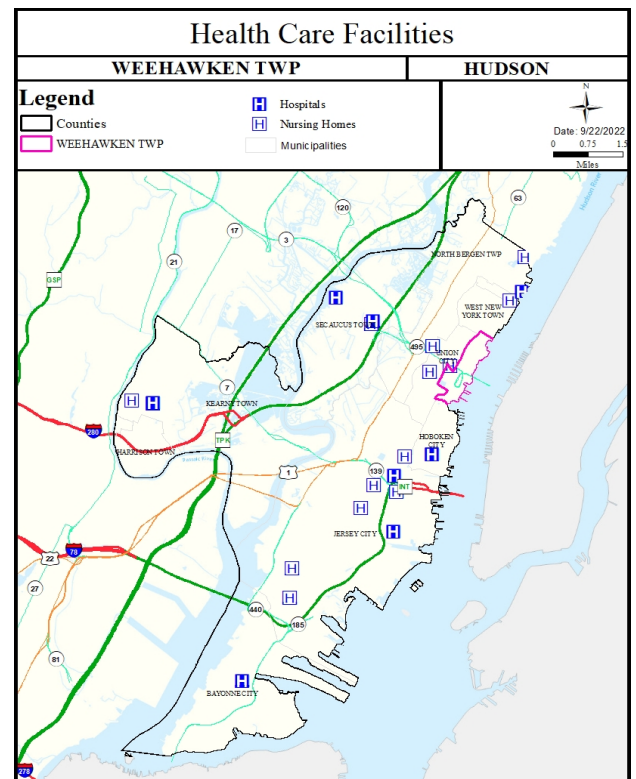 Health Care Facilities
WEEHAWKEN TWP
HUDSON
Legend
Counties
WEEHAWKEN TWP
Hospitals
Nursing Homes
Municipalities
N
Date: 9/22/2022
0 0.75 1.5
Miles
63
120
17
3
21
Hudson River
NORTH BERGEN TWP
GSP
WEST NEW
YORK TOWN
SECAUCUS TOWN
495
UNION
CITY
7
KEARNY TOWN
280
TPK
HARRISON TOWN
HOBOKEN
CITY
1
139
INT
JERSEY CITY
78
22
27
440
185
81
BAYONNE CITY
278